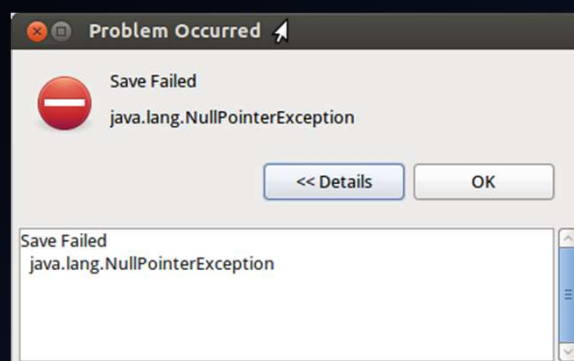 Problem Occurred
Save Failed
java.lang.NullPointerException
<< Details
OK
Save Failed
java.lang.NullPointerException